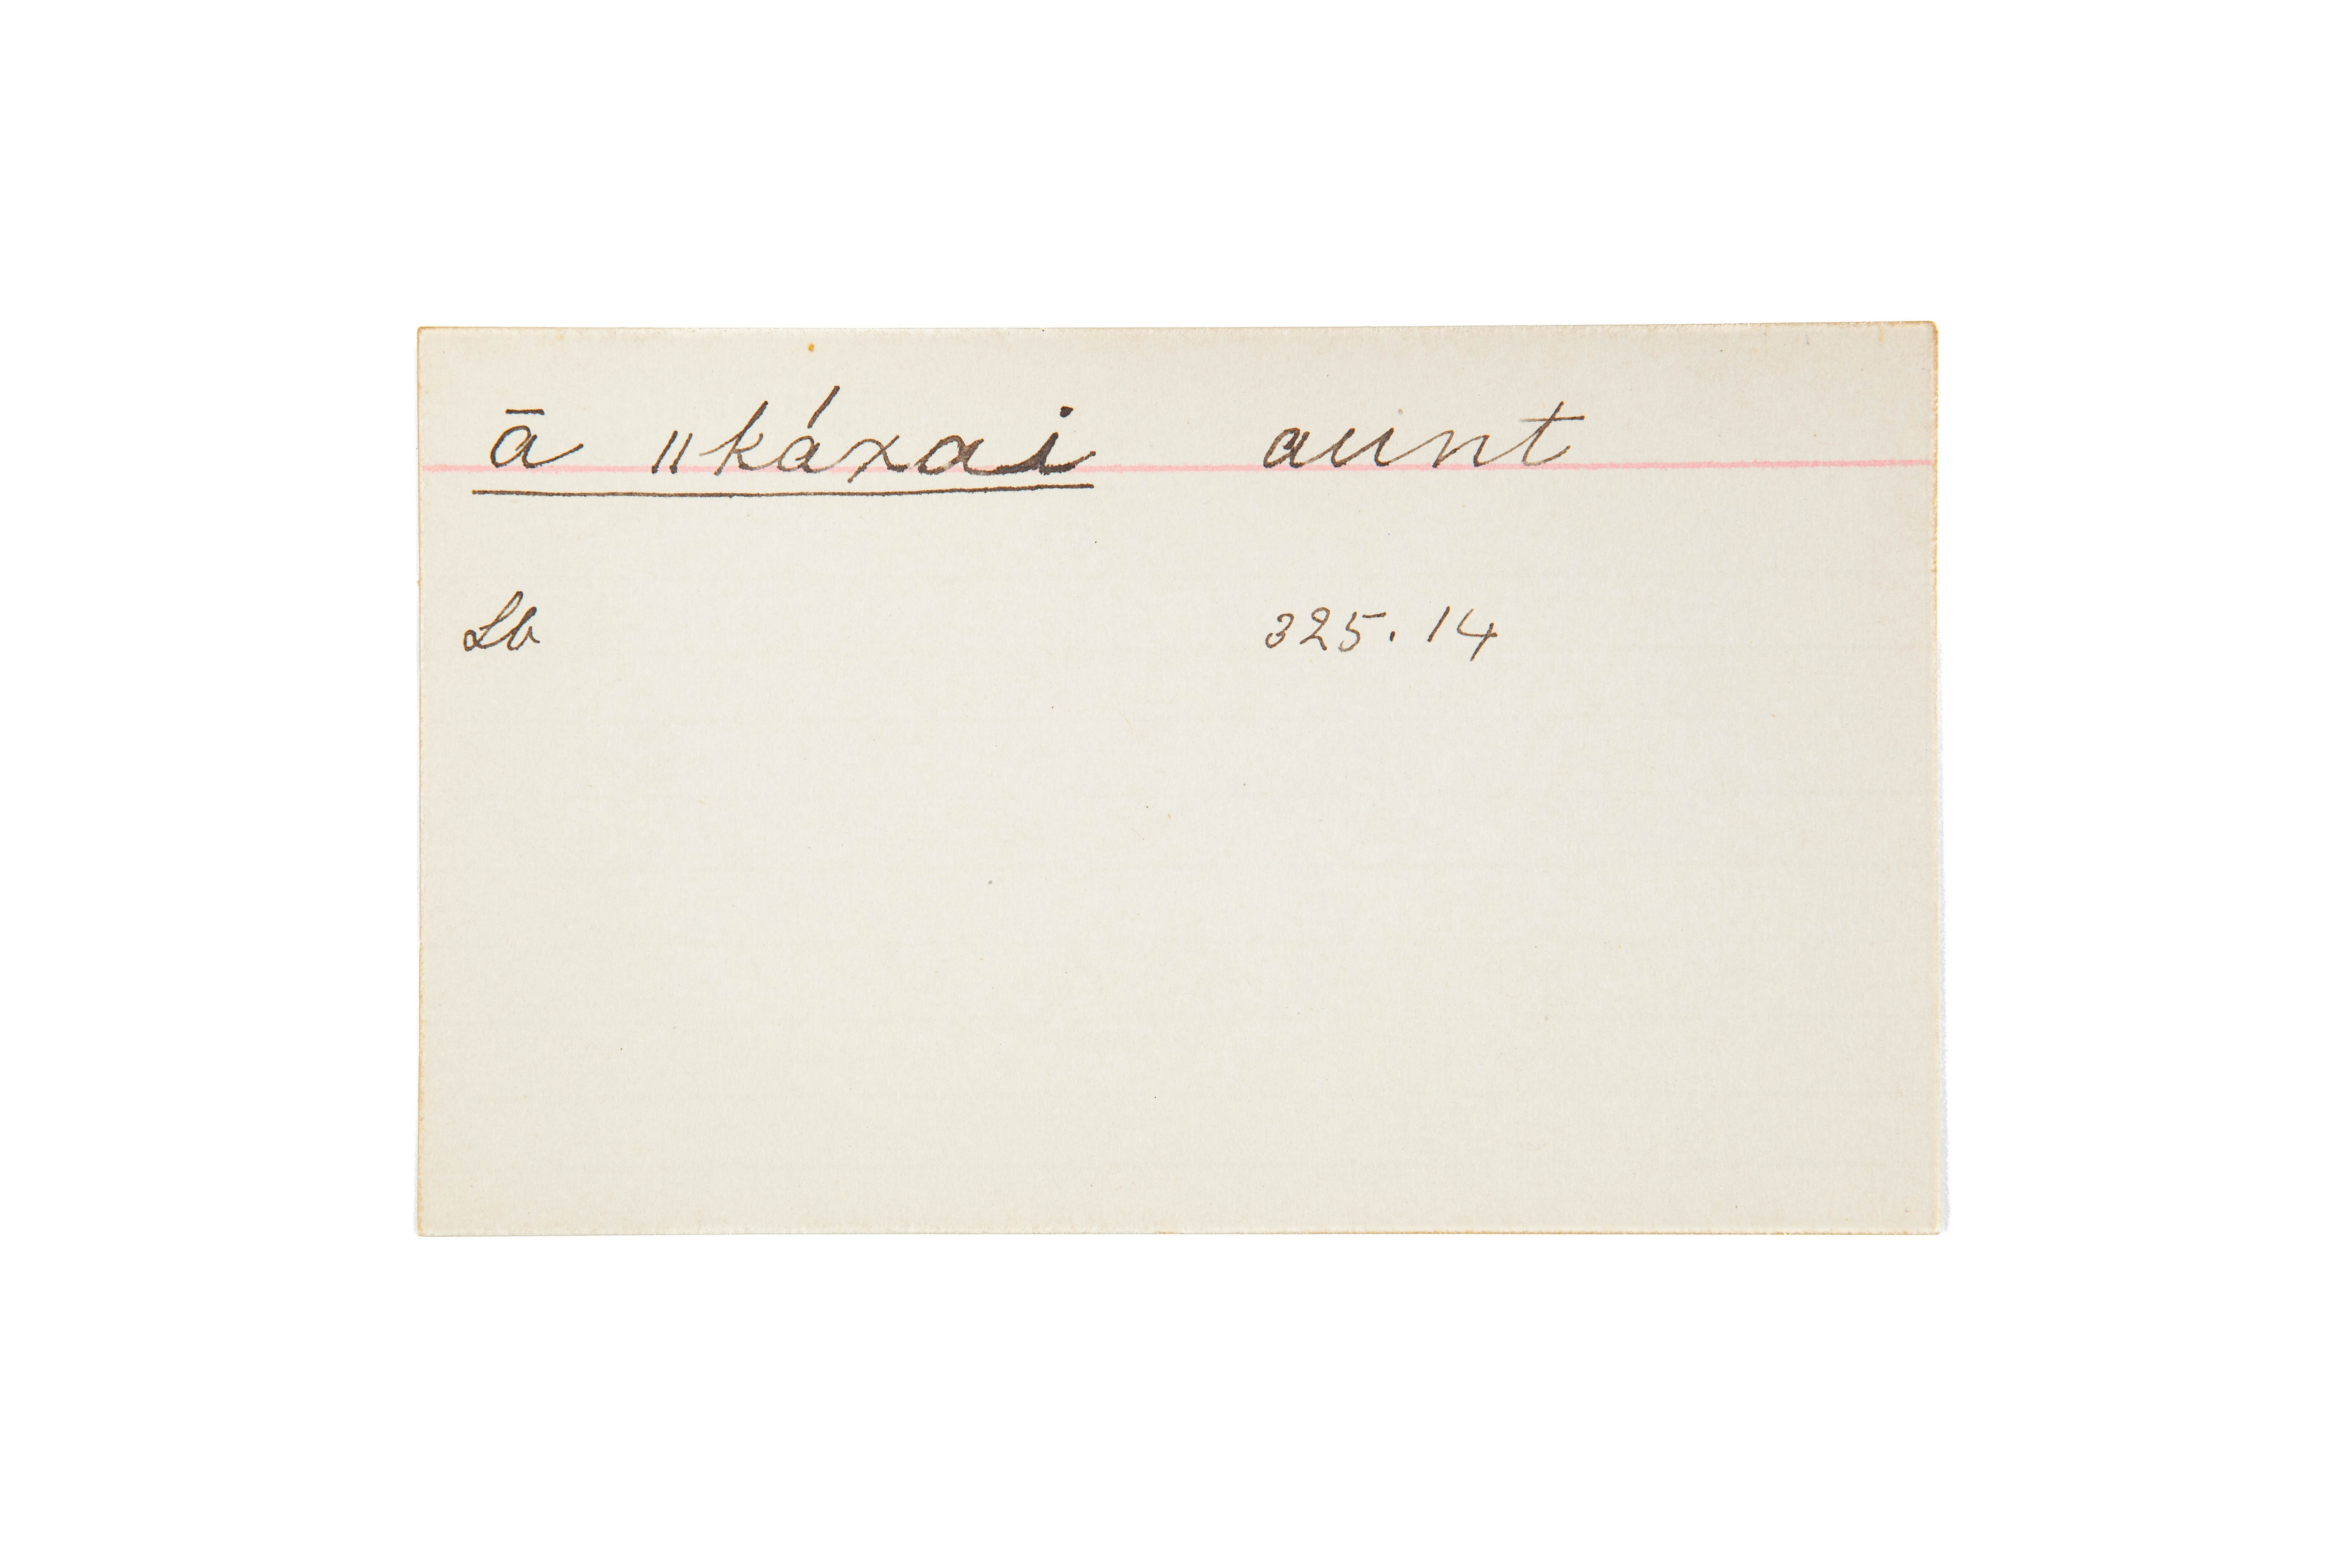 ā ǁkáxai aunt
Lb 325.14